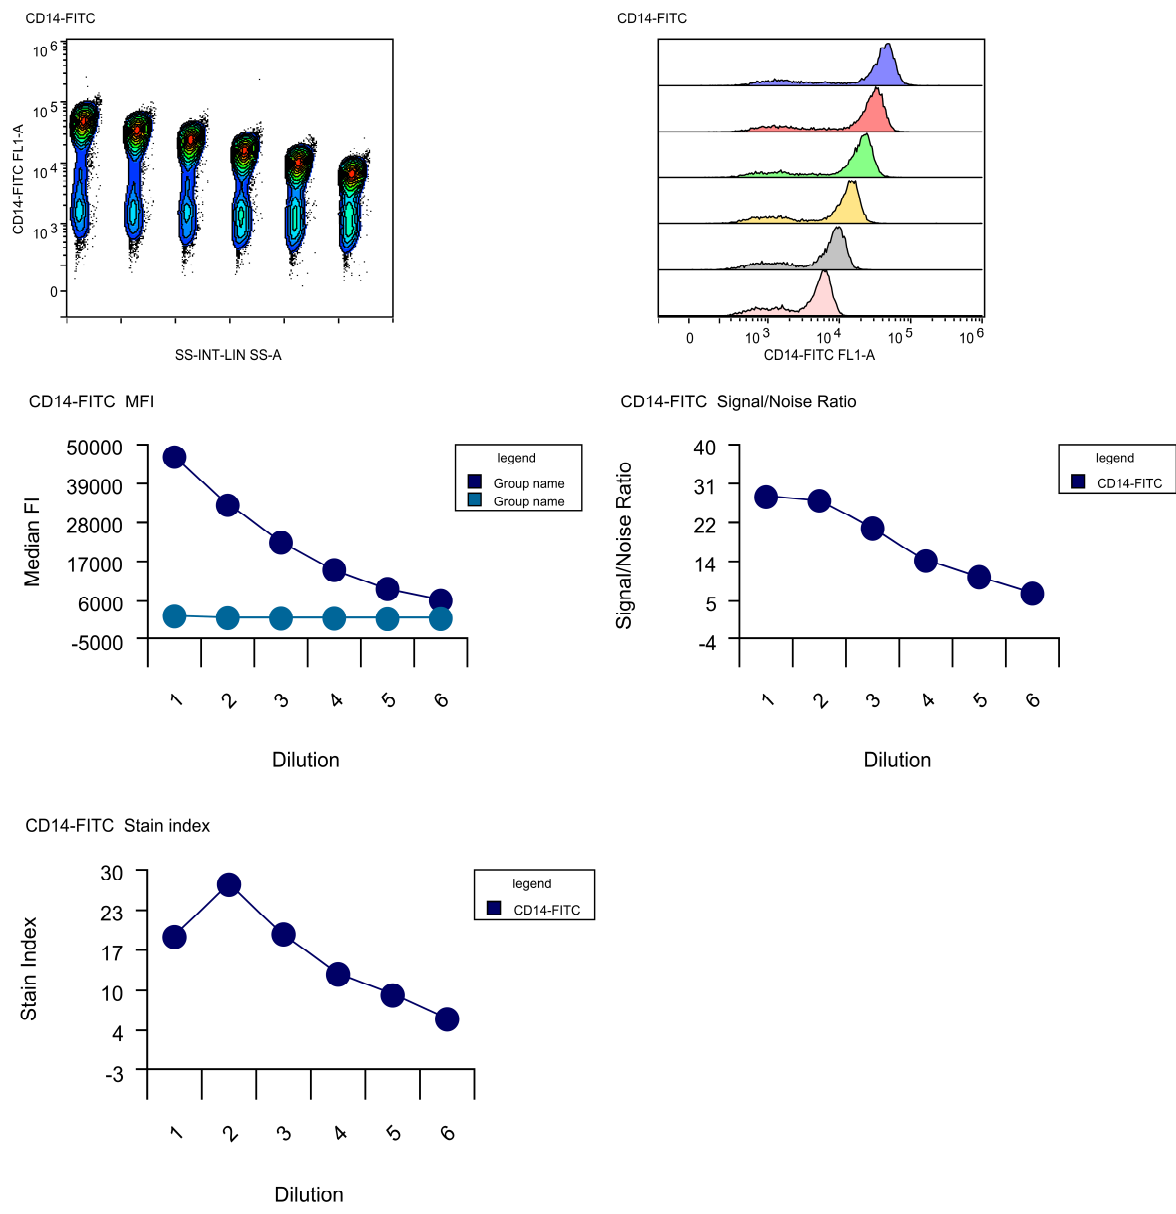 CD14-FITC
10 6
10 5
10 4
10 3
0
CD14-FITC FL1-A
SS-INT-LIN SS-A
CD14-FITC
0
10 3
10 4
10 5
10 6
CD14-FITC FL1-A
CD14-FITC MFI
50000
39000
28000
17000
6000
-5000
Median FI
1
2
3
4
5
6
Dilution
legend
Group name
Group name
CD14-FITC Signal/Noise Ratio
40
31
22
14
5
-4
Signal/Noise Ratio
1
2
3
4
5
6
Dilution
legend
CD14-FITC
CD14-FITC Stain index
30
23
17
10
4
-3
Stain Index
1
2
3
4
5
6
Dilution
legend
CD14-FITC